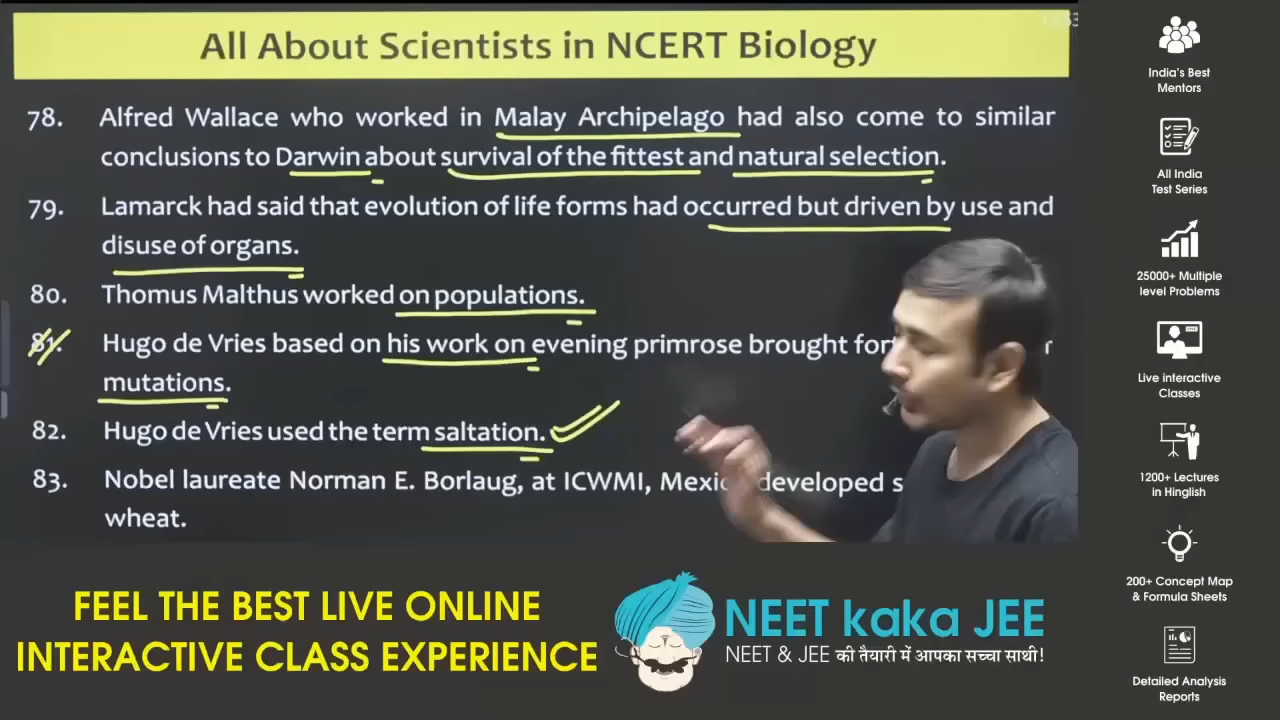 All About Scientists in NCERT Biology
78. Alfred Wallace who worked in Malay Archipelago had also come to similar
conclusions to Darwin about survival of the fittest and natural selection.
79. Lamarck had said that evolution of life forms had occurred but driven by use and
disuse of organs.
80. Thomus Malthus worked on populations.
81. Hugo de Vries based on his work on evening primrose brought
mutations.
82. Hugo de Vries used the term saltation.
83. Nobel laureate Norman E. Borlaug, at ICWMI, developed
wheat.
FEEL THE BEST LIVE ONLINE
INTERACTIVE CLASS EXPERIENCE
NEET kaka JEE
NEET & JEE की तैयारी में आपका सच्चा साथी!
India's Best
Mentors
All India
Test Series
25000+ Multiple
level Problems
LIVE
Live interactive
Classes
1200+ Lectures
in Hinglish
200+ Concept Map
& Formula Sheets
Detailed Analysis
Reports